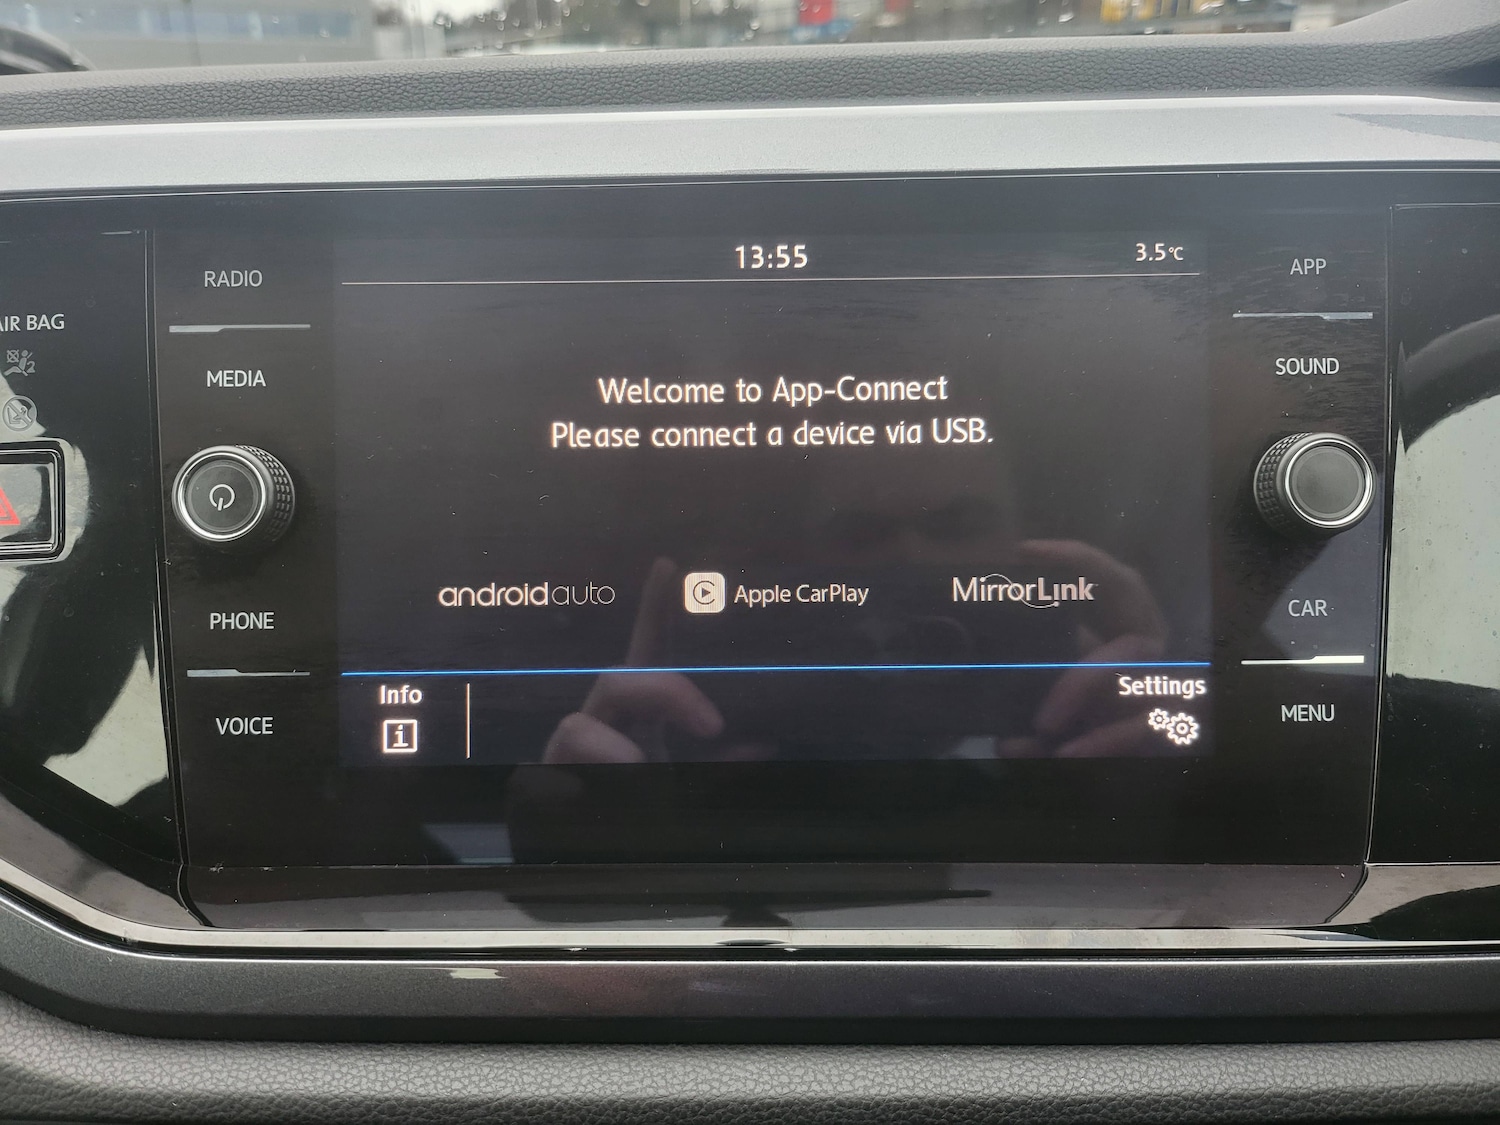 13:55
3.5°C
RADIO
APP
AIR BAG
MEDIA
SOUND
Welcome to App-Connect
Please connect a device via USB.
androidauto
Apple CarPlay
MirrorLink
PHONE
CAR
VOICE
MENU
Info
i
Settings